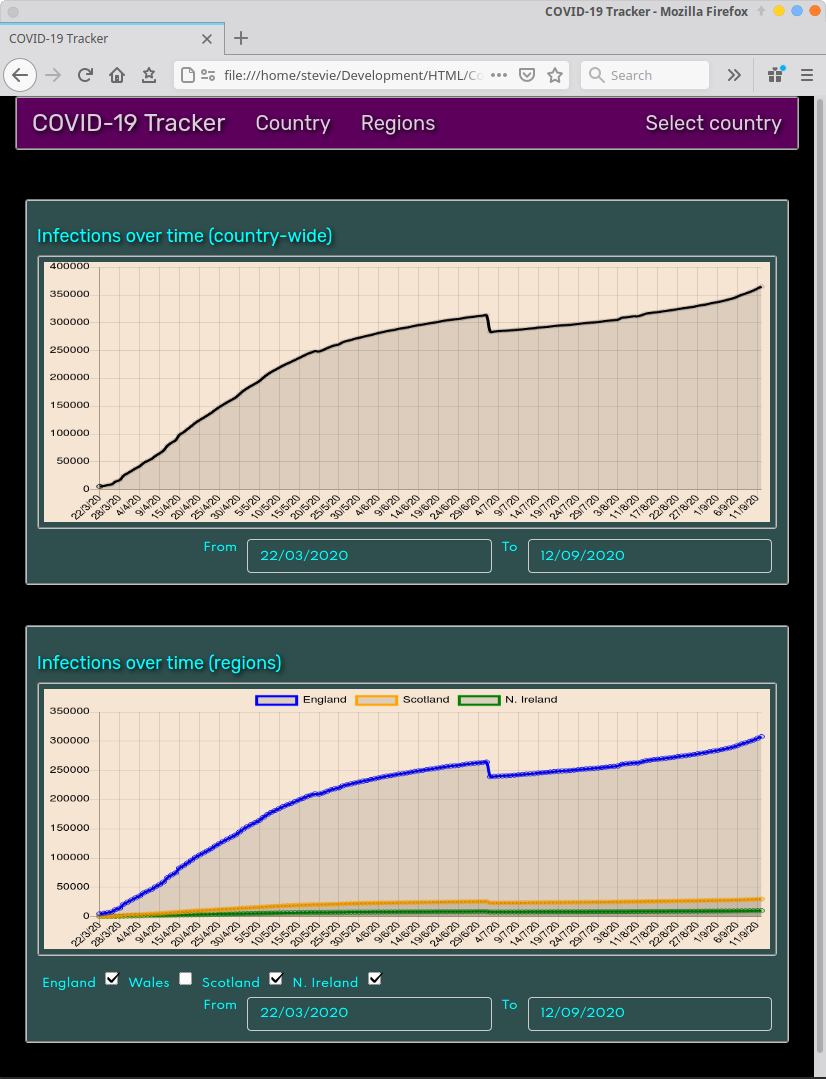 COVID-19 Tracker - Mozilla Firefox
COVID-19 Tracker
file:///home/stevie/Development/HTML/Co
Search
COVID-19 Tracker Country Regions Select country
Infections over time (country-wide)
400000
350000
300000
250000
200000
150000
100000
50000
0
22/3/20 28/3/20 4/4/20 9/4/20 15/4/20 20/4/20 25/4/20 30/4/20 5/5/20 10/5/20 15/5/20 20/5/20 25/5/20 30/5/20 4/6/20 9/6/20 14/6/20 19/6/20 24/6/20 29/6/20 4/7/20 9/7/20 14/7/20 19/7/20 24/7/20 29/7/20 3/8/20 11/8/20 17/8/20 22/8/20 27/8/20 1/9/20 6/9/20 11/9/20
From 22/03/2020 To 12/09/2020
Infections over time (regions)
England Scotland N. Ireland
350000
300000
250000
200000
150000
100000
50000
0
22/3/20 28/3/20 4/4/20 9/4/20 15/4/20 20/4/20 25/4/20 30/4/20 5/5/20 10/5/20 15/5/20 20/5/20 25/5/20 30/5/20 4/6/20 9/6/20 14/6/20 19/6/20 24/6/20 29/6/20 4/7/20 9/7/20 14/7/20 19/7/20 24/7/20 29/7/20 3/8/20 11/8/20 17/8/20 22/8/20 27/8/20 1/9/20 6/9/20 11/9/20
England Wales Scotland N. Ireland
From 22/03/2020 To 12/09/2020